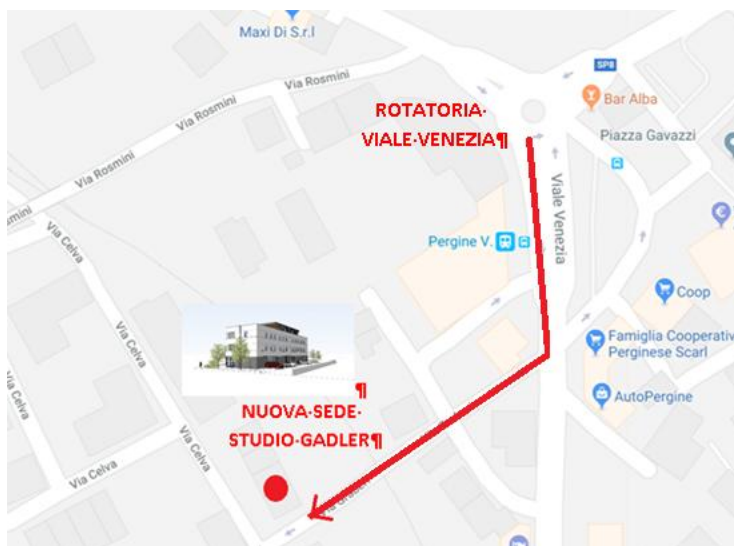 Maxi Di S.r.l
SP8
Via Rosmini
Bar Alba
ROTATORIA·
VIALE·VENEZIA¶
Piazza Gavazzi
Via Rosmini
Via Rosmini
smini
Viale Venezia
Via Celva
Pergine V.
Coop
Via Celva
Famiglia Cooperativ
Perginese Scarl
¶
NUOVA·SEDE·
STUDIO·GADLER¶
AutoPergine
Via Celva
Via Celva
Via Celva